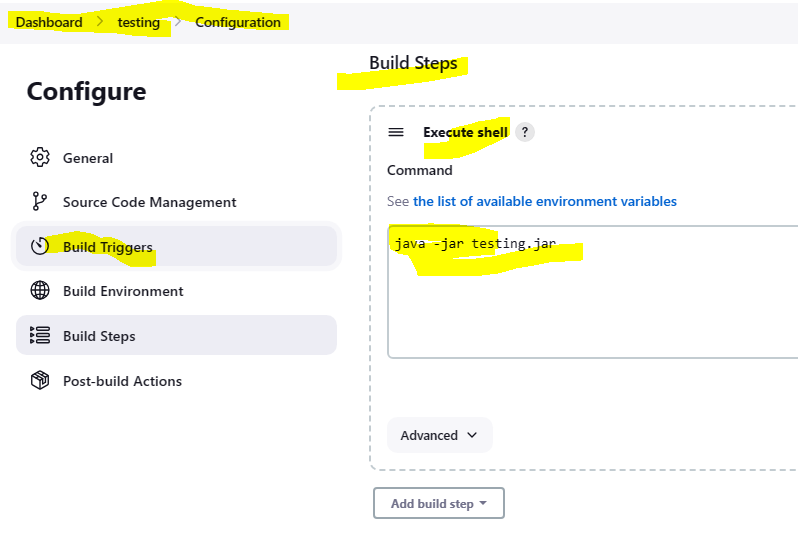 Dashboard > testing > Configuration
Configure
General
Source Code Management
Build Triggers
Build Environment
Build Steps
Post-build Actions
Build Steps
Execute shell ?
Command
See the list of available environment variables
java -jar testing.jar
Advanced
Add build step